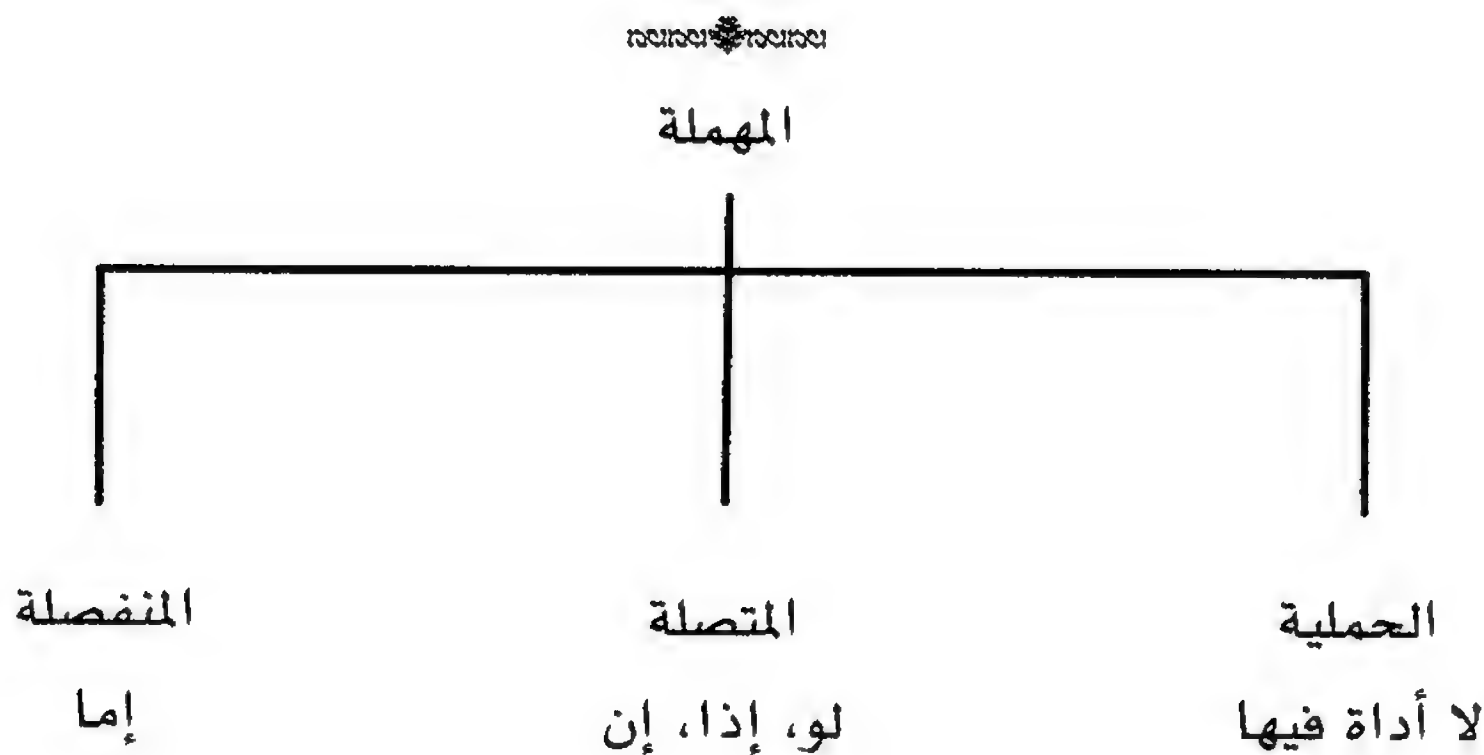 المهملة
الحملية
المتصلة
المنفصلة
لا أداة فيها
لو، إذا، إن
إما